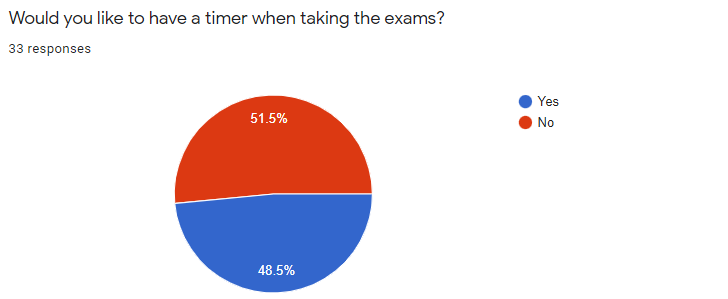 Would you like to have a timer when taking the exams?
33 responses
51.5%
48.5%
Yes
No